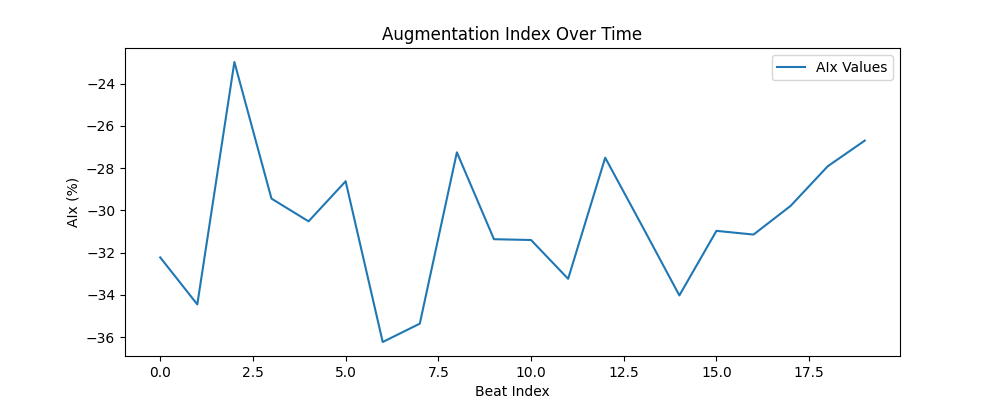 Augmentation Index Over Time
AIx Values
AIx (%)
−24
−26
−28
−30
−32
−34
−36
0.0 2.5 5.0 7.5 10.0 12.5 15.0 17.5
Beat Index